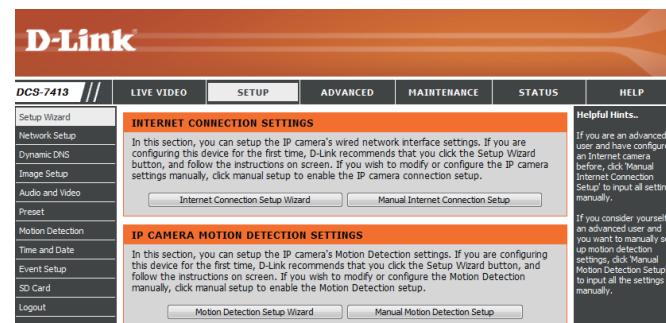 D-Link
DCS-7413 // LIVE VIDEO SETUP ADVANCED MAINTENANCE STATUS HELP
Setup Wizard
Network Setup
Dynamic DNS
Image Setup
Audio and Video
Preset
Motion Detection
Time and Date
Event Setup
SD Card
Logout
INTERNET CONNECTION SETTINGS
In this section, you can setup the IP camera's wired network interface settings. If you are
configuring this device for the first time, D-Link recommends that you click the Setup Wizard
button, and follow the instructions on screen. If you wish to modify or configure the IP camera
settings manually, click manual setup to enable the IP camera connection setup.
Internet Connection Setup Wizard Manual Internet Connection Setup
IP CAMERA MOTION DETECTION SETTINGS
In this section, you can setup the IP camera's Motion Detection settings. If you are configuring
this device for the first time, D-Link recommends that you click the Setup Wizard button, and
follow the instructions on screen. If you wish to modify or configure the Motion Detection
manually, click manual setup to enable the Motion Detection setup.
Motion Detection Setup Wizard Manual Motion Detection Setup
Helpful Hints..
If you are an advanced
user and have configure
an Internet camera
before, click 'Manual
Internet Connection
Setup' to input all settin
manually.
If you consider yourself
an advanced user and
you want to manually se
up motion detection
settings, click 'Manual
Motion Detection Setup'
to input all the settings
manually.